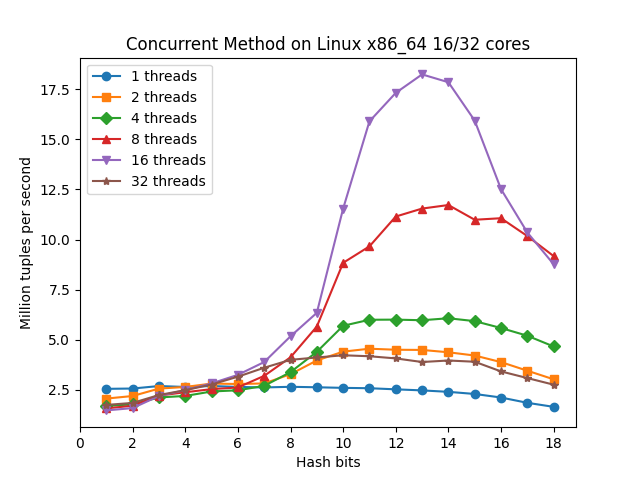 Concurrent Method on Linux x86_64 16/32 cores
1 threads
2 threads
4 threads
8 threads
16 threads
32 threads
Million tuples per second
17.5
15.0
12.5
10.0
7.5
5.0
2.5
0 2 4 6 8 10 12 14 16 18
Hash bits